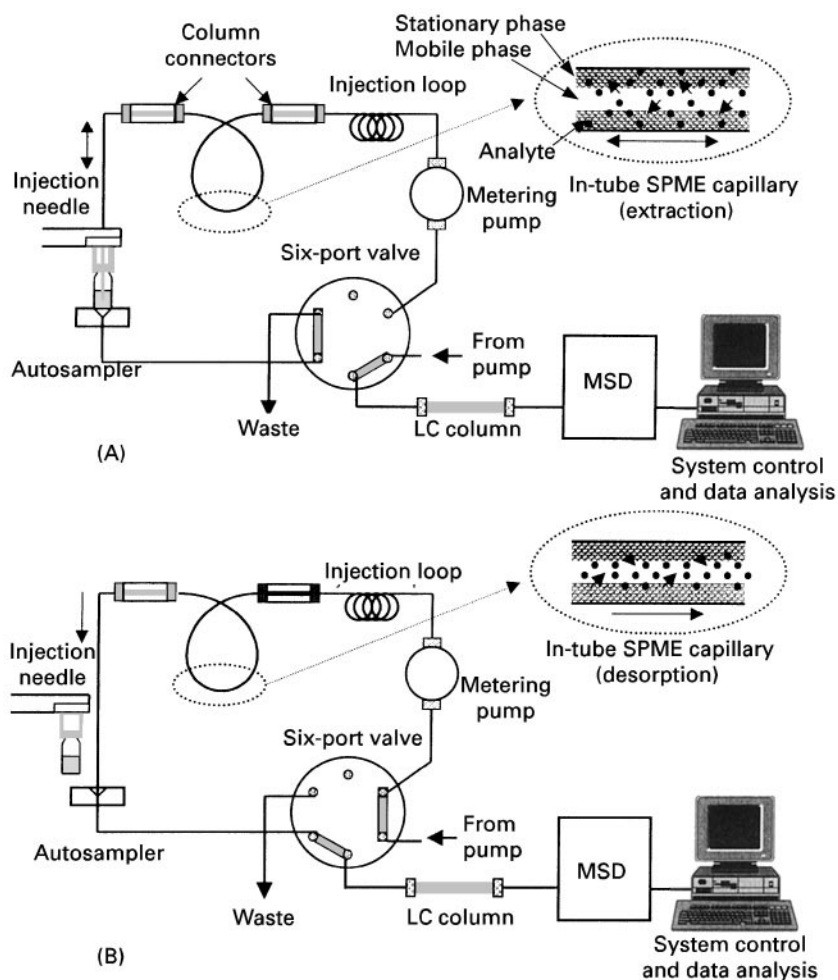 Stationary phase
Mobile phase
Column
connectors
Injection loop
Analyte
In-tube SPME capillary
(extraction)
Injection
needle
Metering
pump
Six-port valve
From
pump
Autosampler
MSD
Waste
LC column
(A)
System control
and data analysis
Injection loop
Injection
needle
In-tube SPME capillary
(desorption)
Metering
pump
Six-port valve
From
pump
Autosampler
MSD
Waste
LC column
(B)
System control
and data analysis